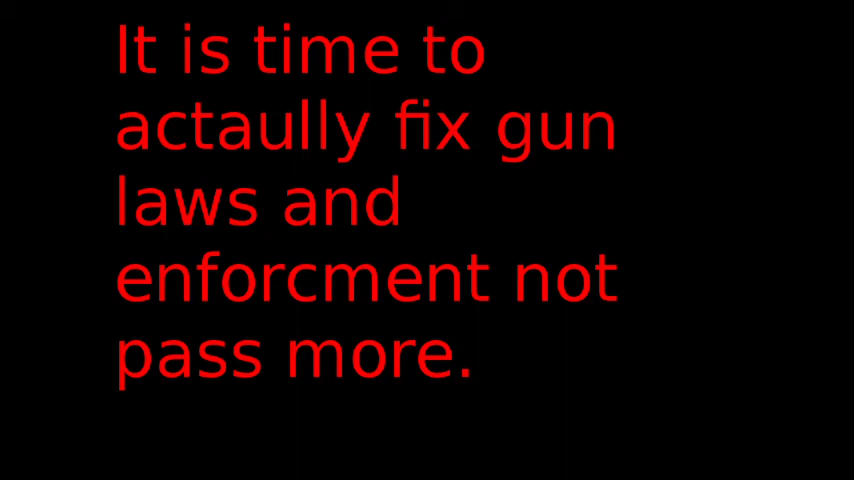 It is time to
actaully fix gun
laws and
enforcment not
pass more.